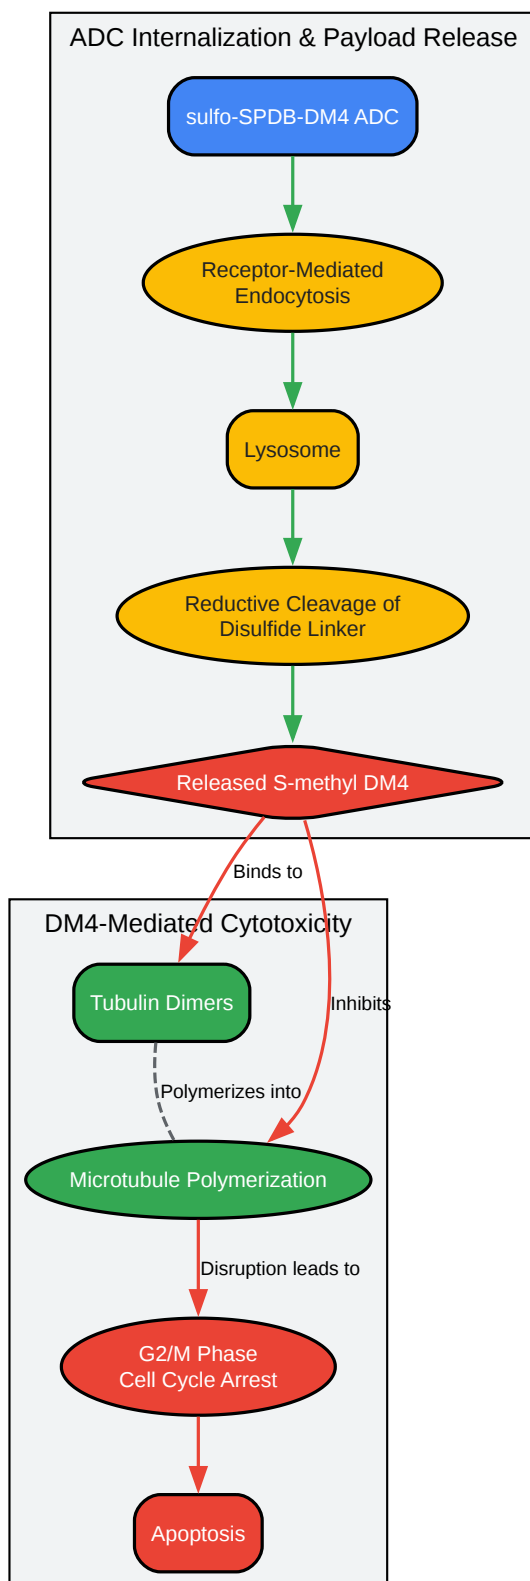 ADC Internalization & Payload Release
sulfo-SPDB-DM4 ADC
Receptor-Mediated
Endocytosis
Lysosome
Reductive Cleavage of
Disulfide Linker
Released S-methyl DM4
Binds to
DM4-Mediated Cytotoxicity
Tubulin Dimers
Inhibits
Polymerizes into
Microtubule Polymerization
Disruption leads to
G2/M Phase
Cell Cycle Arrest
Apoptosis